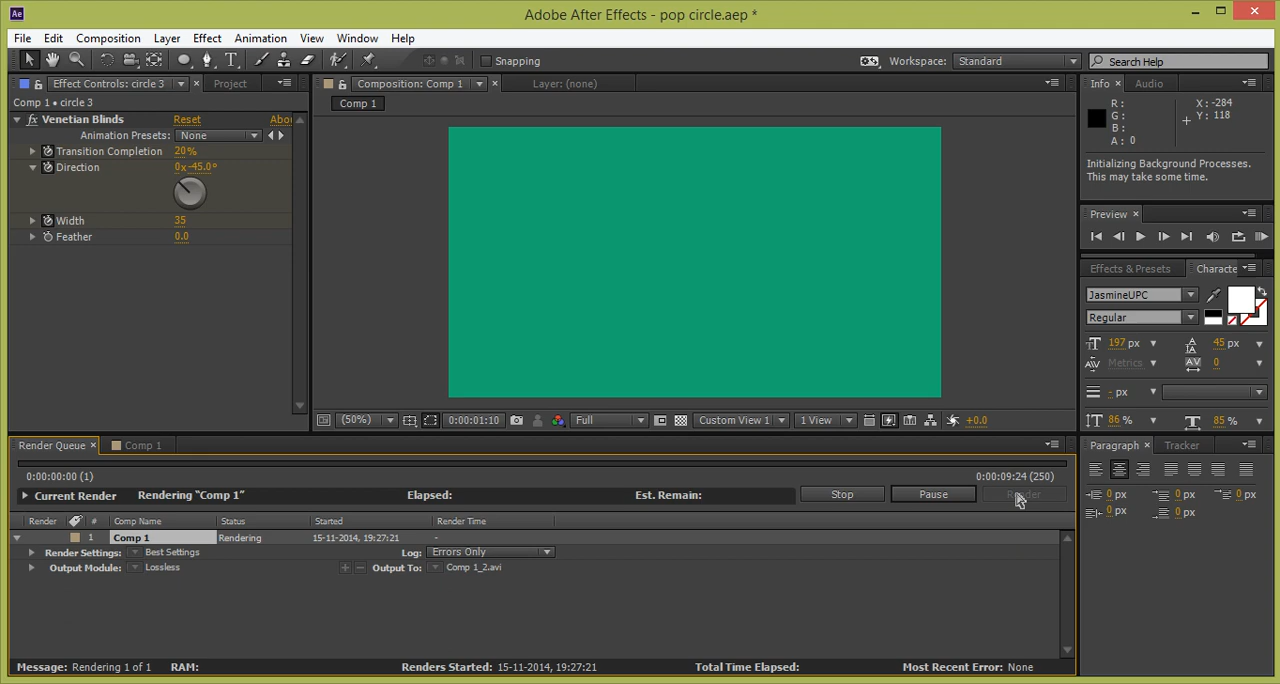 Ae Adobe After Effects - pop circle.aep *
File Edit Composition Layer Effect Animation View Window Help
Snapping Workspace: Standard Search Help
Effect Controls: circle 3 Project Composition: Comp 1 Layer: (none) Info Audio
Comp 1 • circle 3 Comp 1
fx Venetian Blinds Reset Abou
Animation Presets: None
Transition Completion 20%
Direction 0x-45.0°
Width 35
Feather 0.0
(50%) 0:00:01:10 Full Custom View 1 1 View +0.0
R: X: -284
G: Y: 118
B:
A: 0
Initializing Background Processes.
This may take some time.
Preview
Effects & Presets Characte
JasmineUPC
Regular
197 px 45 px
Metrics 0
- px
86 % 85 %
Paragraph Tracker
0 px 0 px 0 px
0 px 0 px
Render Queue Comp 1
0:00:00:00 (1) 0:00:09:24 (250)
Current Render Rendering "Comp 1" Elapsed: Est. Remain: Stop Pause Render
Render # Comp Name Status Started Render Time
1 Comp 1 Rendering 15-11-2014, 19:27:21 -
Render Settings: Best Settings Log: Errors Only
Output Module: Lossless Output To: Comp 1_2.avi
Message: Rendering 1 of 1 RAM: Renders Started: 15-11-2014, 19:27:21 Total Time Elapsed: Most Recent Error: None